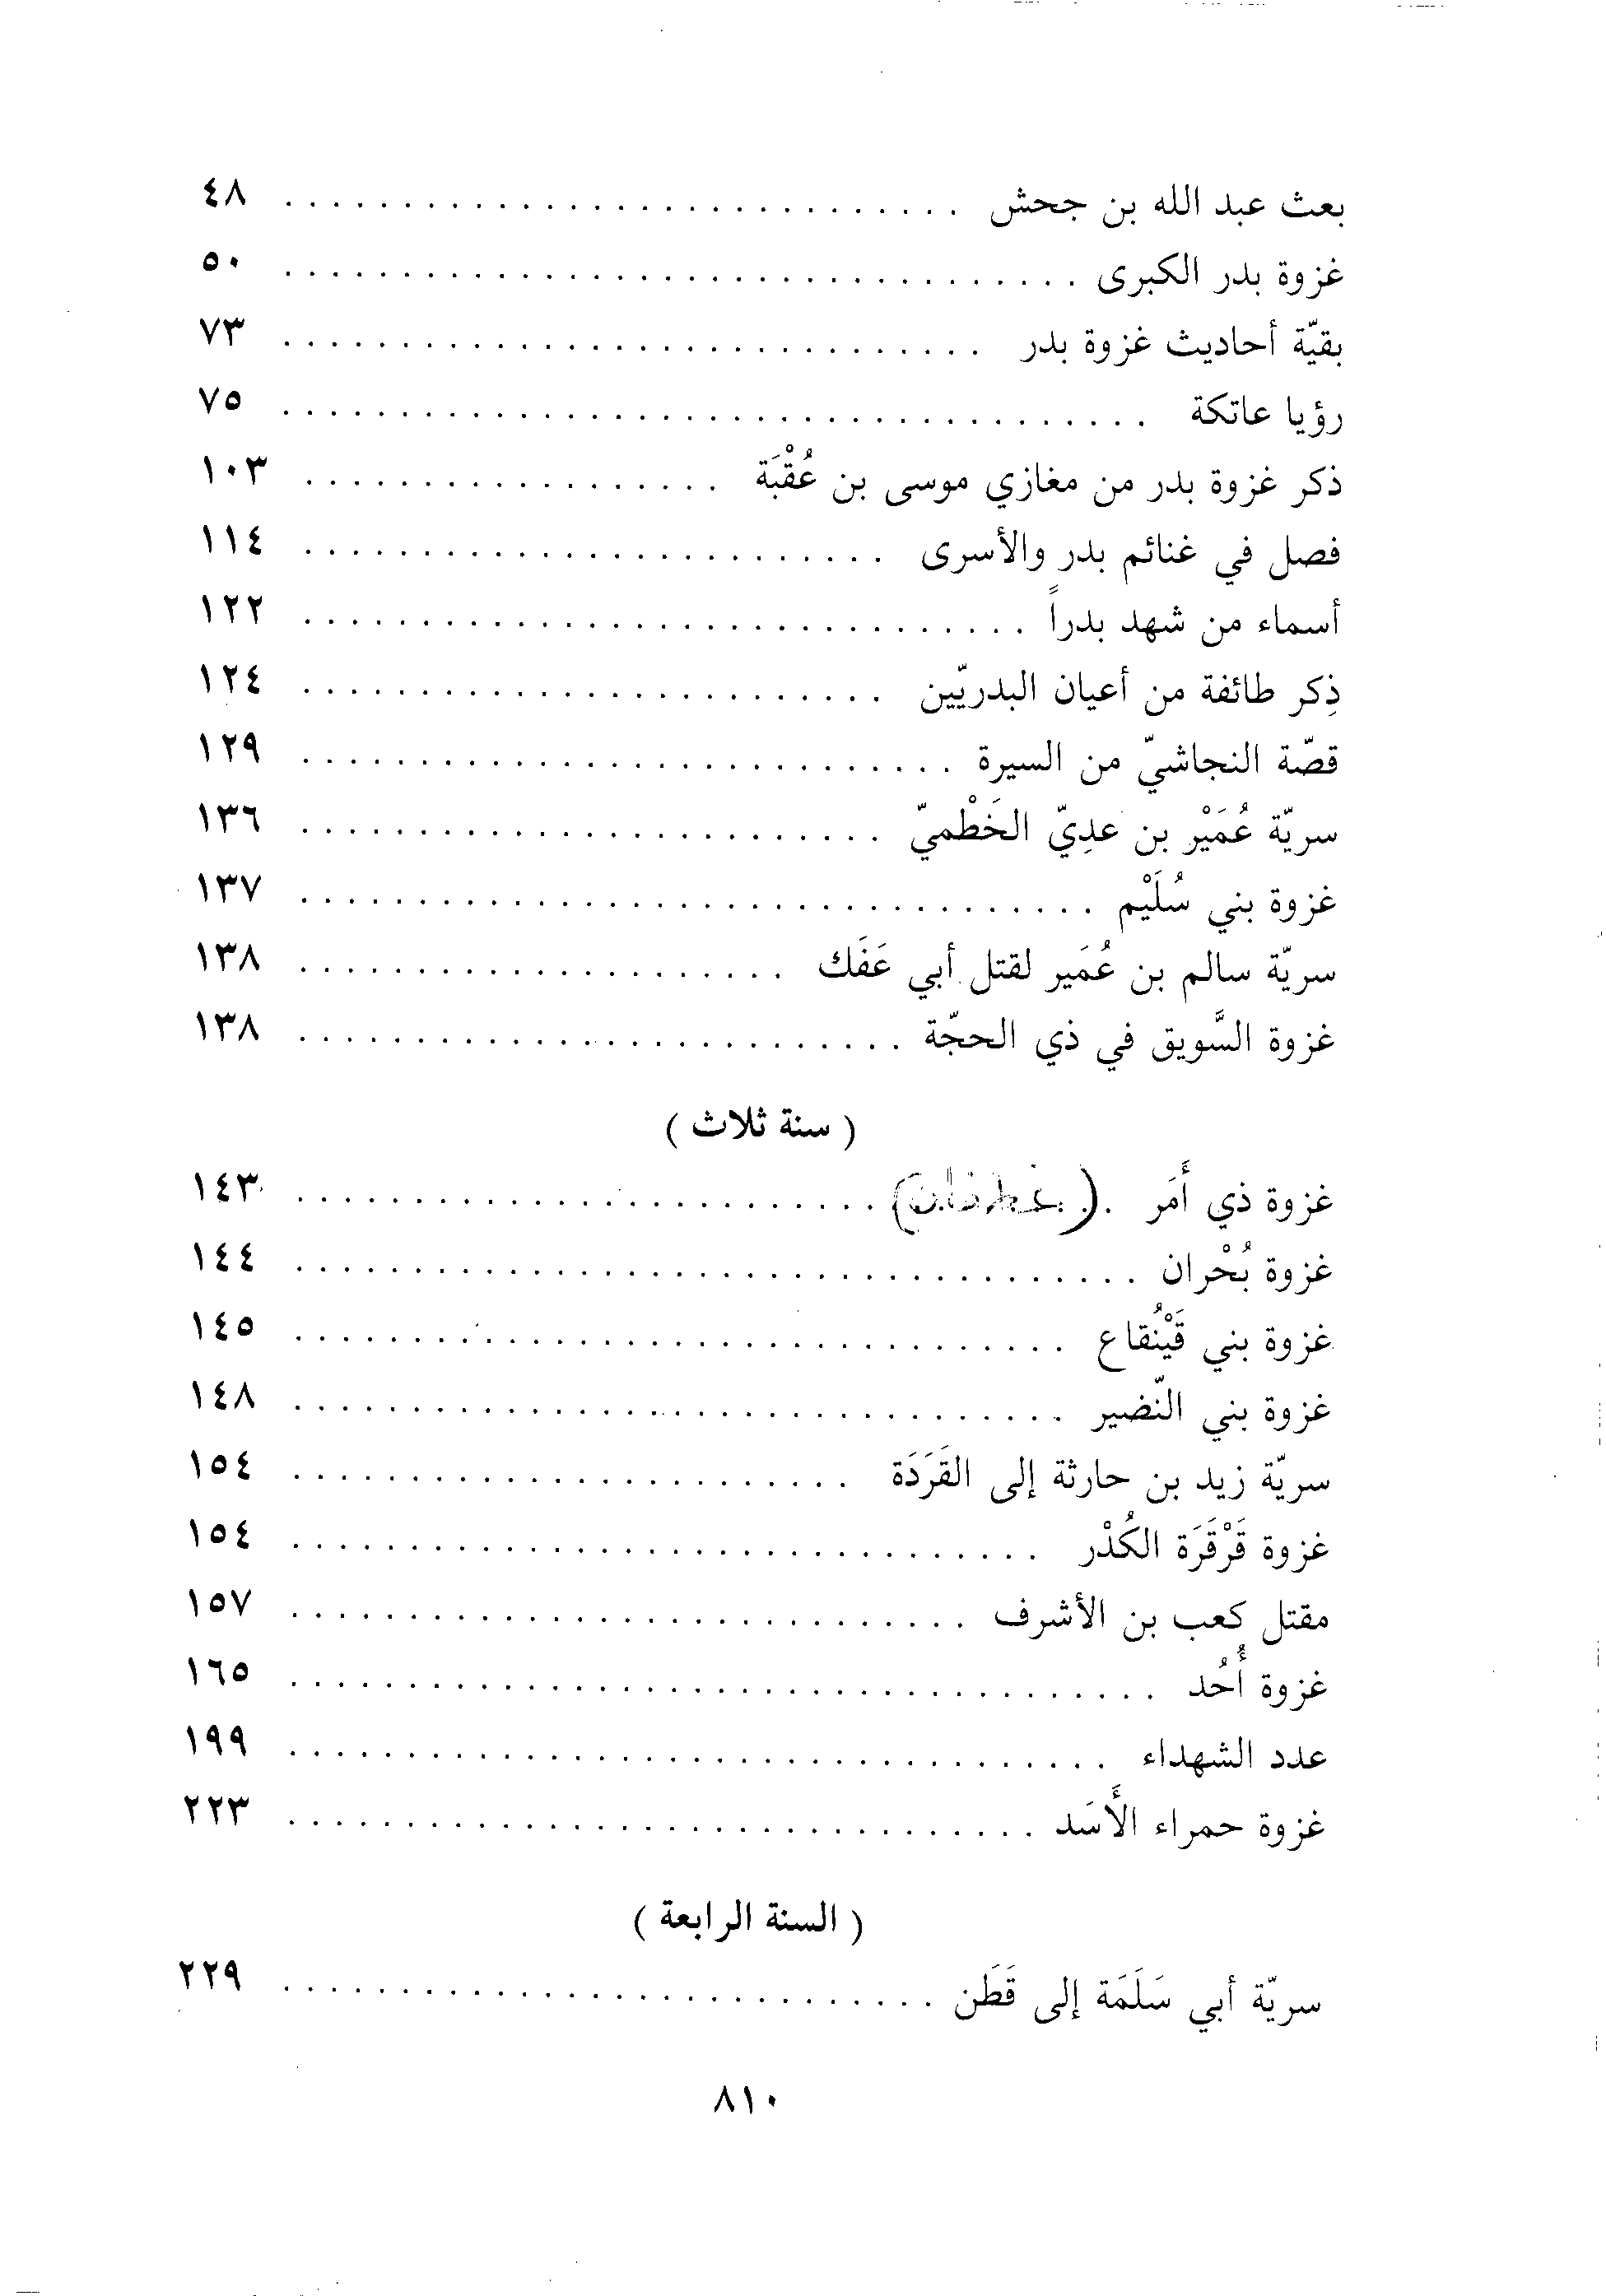 بعث عبد الله بن جحش . . . . . . . . . . . . . . . . . . . . ٤٨
غزوة بدر الكبرى . . . . . . . . . . . . . . . . . . . . ٥٠
بقيّة أحاديث غزوة بدر . . . . . . . . . . . . . . . . . . . . ٧٣
رؤيا عاتكة . . . . . . . . . . . . . . . . . . . . ٧٥
ذكر غزوة بدر من مغازي موسى بن عُقْبَة . . . . . . . . . . . . . . . . . . . . ١٠٣
فصل في غنائم بدر والأسرى . . . . . . . . . . . . . . . . . . . . ١١٤
أسماء من شهد بدراً . . . . . . . . . . . . . . . . . . . . ١٢٢
ذِكر طائفة من أعيان البدريّين . . . . . . . . . . . . . . . . . . . . ١٢٤
قصّة النجاشيّ من السيرة . . . . . . . . . . . . . . . . . . . . ١٢٩
سريّة عُمَيْر بن عدِيّ الخَطْميّ . . . . . . . . . . . . . . . . . . . . ١٣٦
غزوة بني سُلَيْم . . . . . . . . . . . . . . . . . . . . ١٣٧
سريّة سالم بن عُمَير لقتل أبي عَفَك . . . . . . . . . . . . . . . . . . . . ١٣٨
غزوة السَّويق في ذي الحجّة . . . . . . . . . . . . . . . . . . . . ١٣٨
( سنة ثلاث )
غزوة ذي أَمَر (غطفان) . . . . . . . . . . . . . . . . . . . . ١٤٣
غزوة بُحْران . . . . . . . . . . . . . . . . . . . . ١٤٤
غزوة بني قَيْنُقاع . . . . . . . . . . . . . . . . . . . . ١٤٥
غزوة بني النّضير . . . . . . . . . . . . . . . . . . . . ١٤٨
سريّة زيد بن حارثة إلى القَرَدَة . . . . . . . . . . . . . . . . . . . . ١٥٤
غزوة قَرْقَرَة الكُدْر . . . . . . . . . . . . . . . . . . . . ١٥٤
مقتل كعب بن الأشرف . . . . . . . . . . . . . . . . . . . . ١٥٧
غزوة أُحُد . . . . . . . . . . . . . . . . . . . . ١٦٥
عدد الشهداء . . . . . . . . . . . . . . . . . . . . ١٩٩
غزوة حمراء الأَسَد . . . . . . . . . . . . . . . . . . . . ٢٢٣
( السنة الرابعة )
سريّة أبي سَلَمَة إلى قَطَن . . . . . . . . . . . . . . . . . . . . ٢٢٩
٨١٠